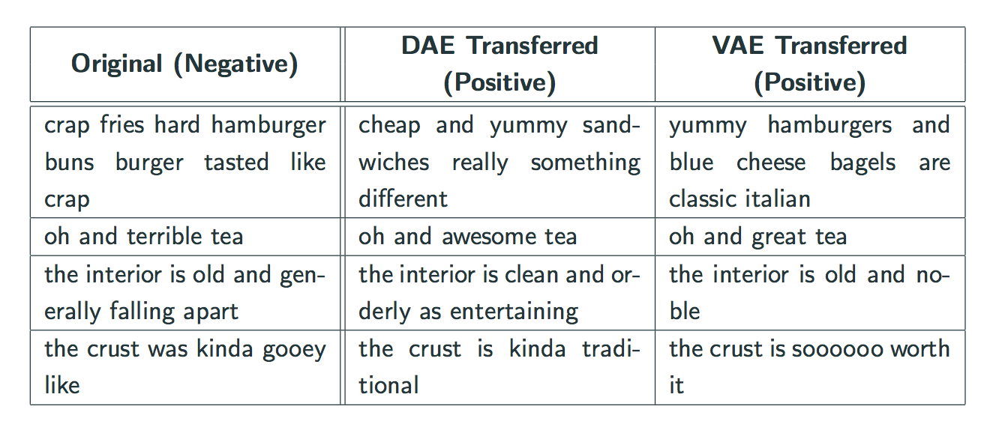 Original (Negative)
DAE Transferred
(Positive)
VAE Transferred
(Positive)
crap fries hard hamburger
buns burger tasted like
crap
cheap and yummy sand-
wiches really something
different
yummy hamburgers and
blue cheese bagels are
classic italian
oh and terrible tea
oh and awesome tea
oh and great tea
the interior is old and gen-
erally falling apart
the interior is clean and or-
derly as entertaining
the interior is old and no-
ble
the crust was kinda gooey
like
the crust is kinda tradi-
tional
the crust is soooooo worth
it